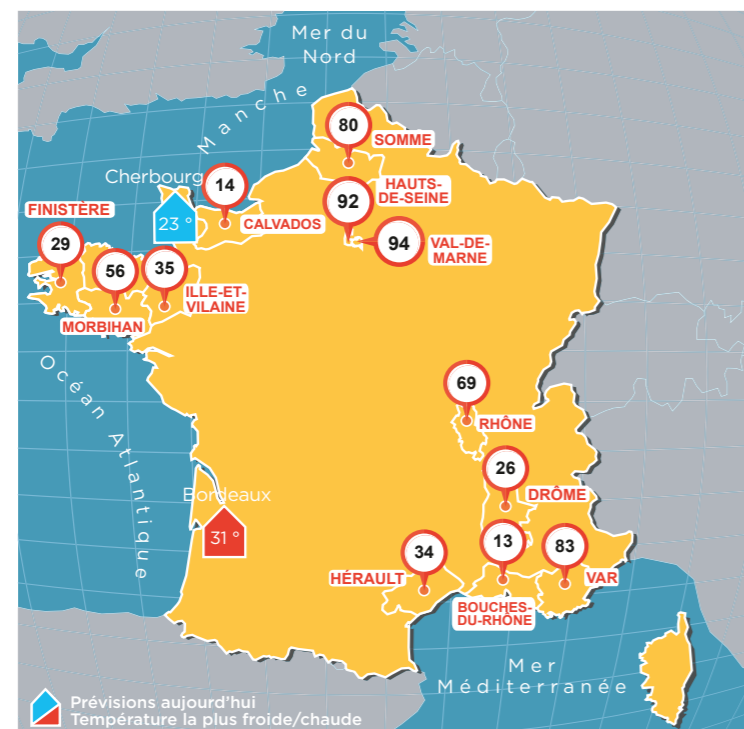 Mer du
Nord
Manche
80
SOMME
Cherbourg
14
HAUTS-
DE-SEINE
92
FINISTÈRE
23 °
CALVADOS
29
94
VAL-DE-
MARNE
56
35
ILLE-ET-
VILAINE
MORBIHAN
Océan Atlantique
69
RHÔNE
26
DRÔME
Bordeaux
31 °
34
13
83
HÉRAULT
VAR
BOUCHES-
DU-RHÔNE
Mer
Méditerranée
Prévisions aujourd'hui
Température la plus froide/chaude